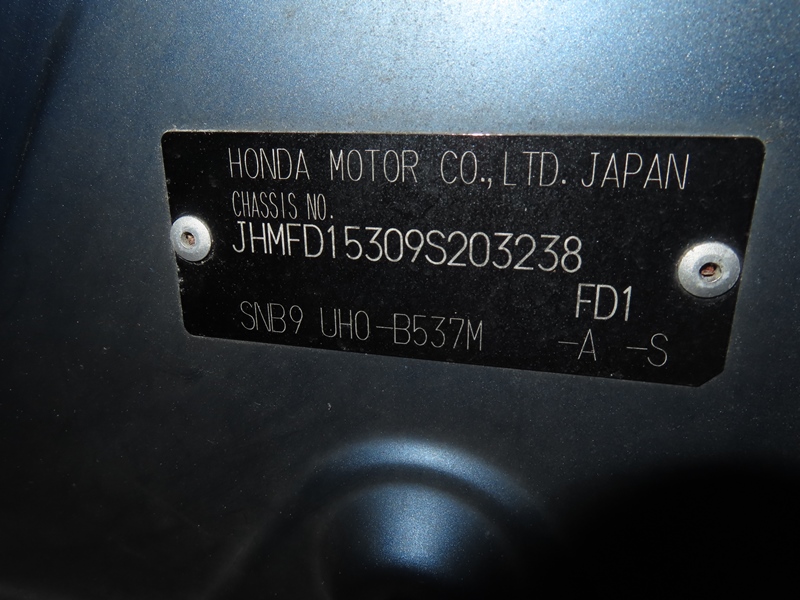 HONDA MOTOR CO.,LTD. JAPAN
CHASSIS NO.
JHMFD15309S203238
FD1
SNB9 UH0-B537M -A -S